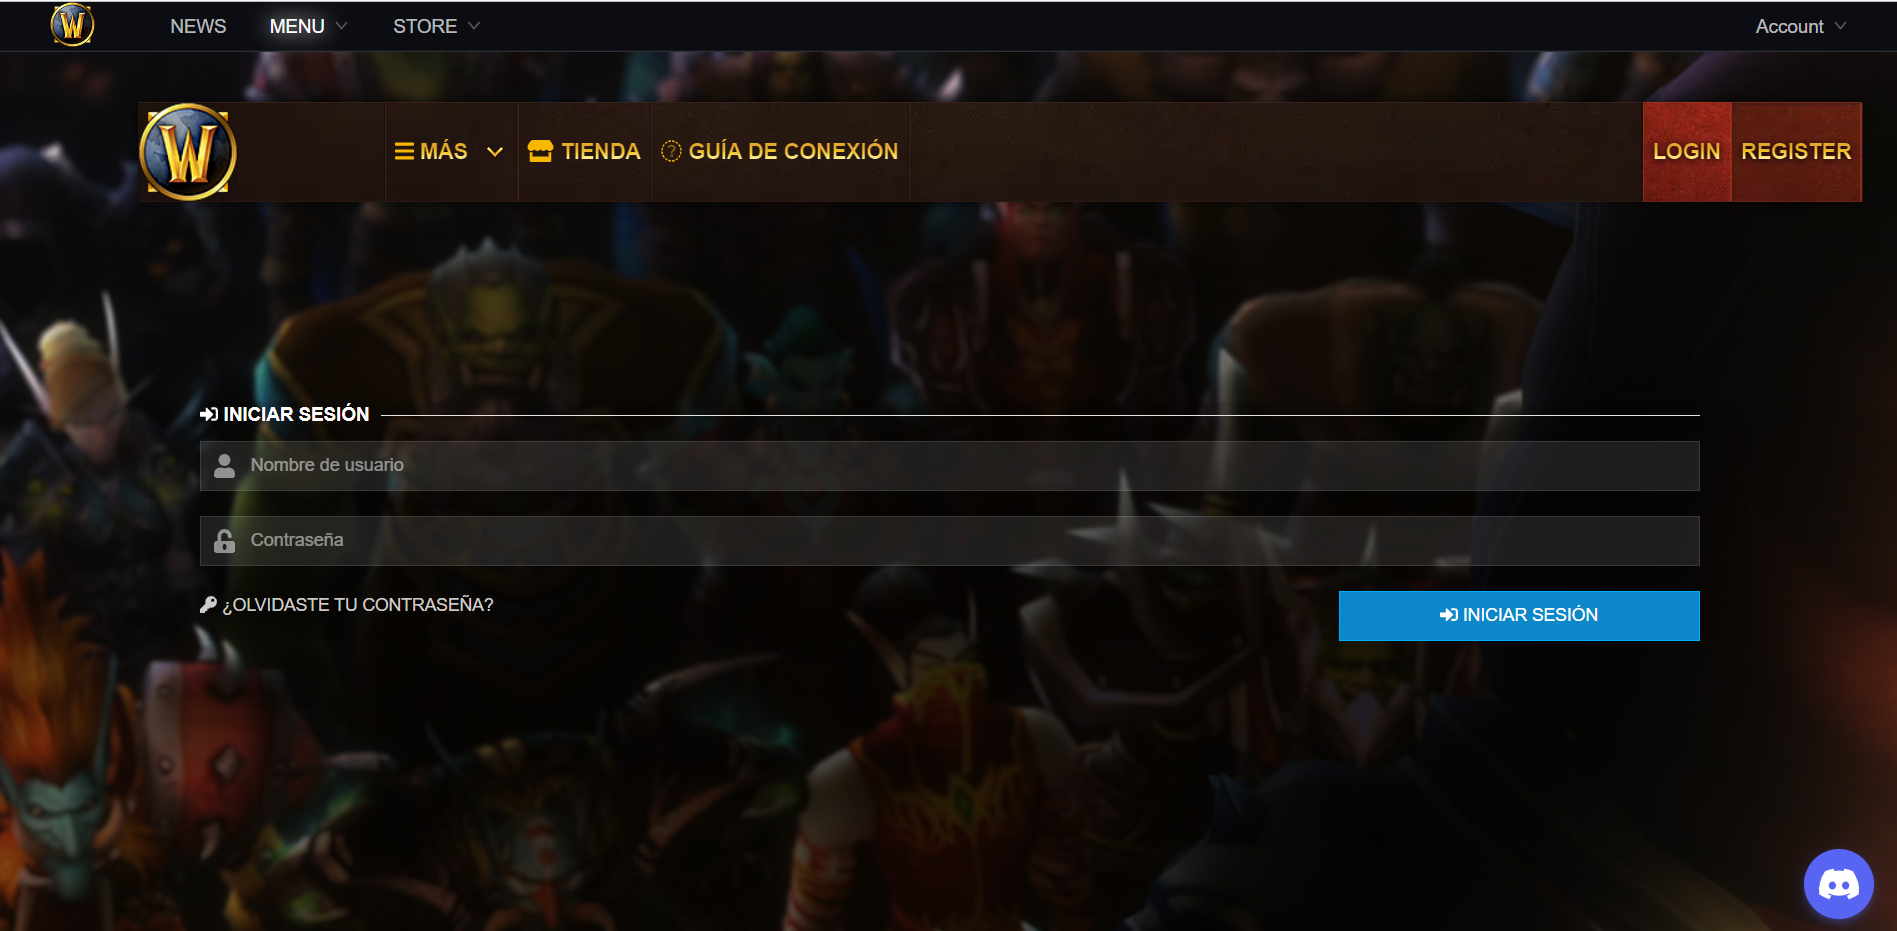 W NEWS MENU STORE Account
W MÁS TIENDA GUÍA DE CONEXIÓN LOGIN REGISTER
INICIAR SESIÓN
Nombre de usuario
Contraseña
¿OLVIDASTE TU CONTRASEÑA?
INICIAR SESIÓN